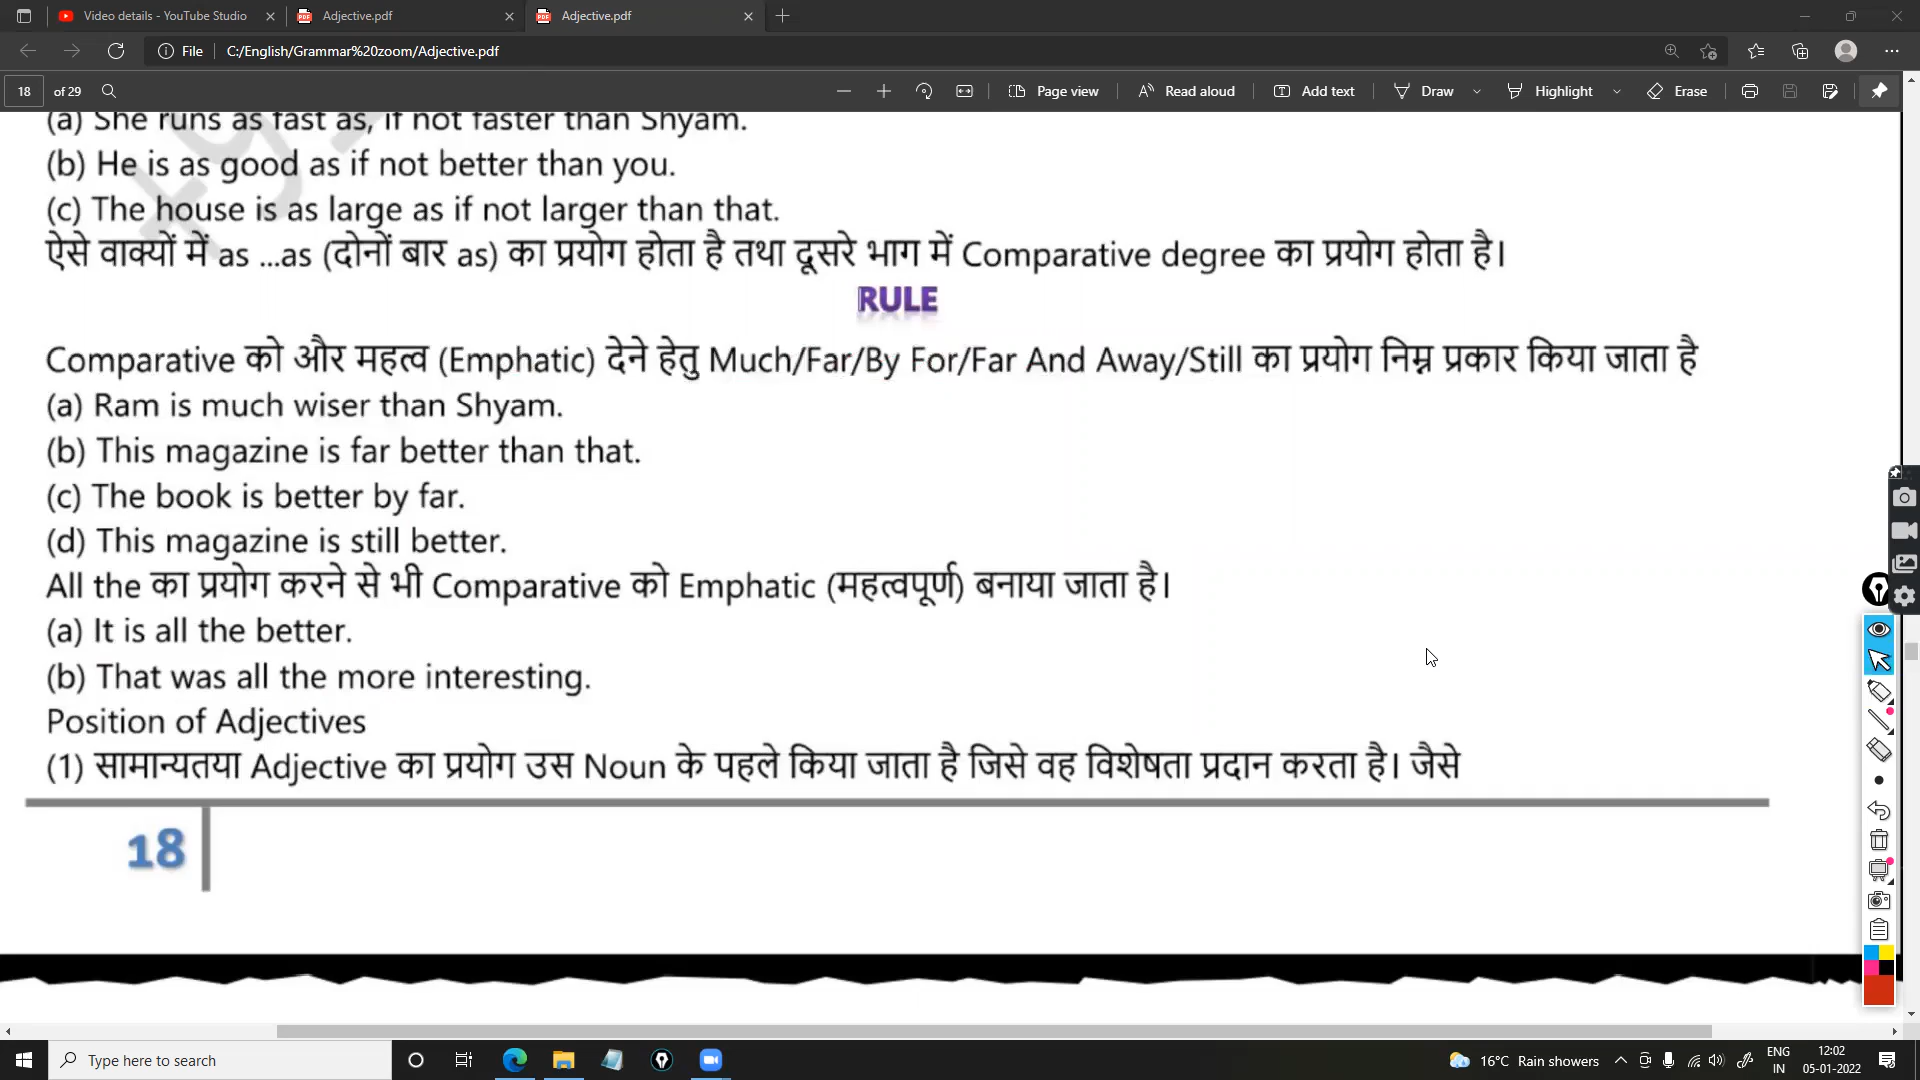 Video details - YouTube Studio
Adjective.pdf
Adjective.pdf
File
C:/English/Grammar%20zoom/Adjective.pdf
18 of 29
Page view
Read aloud
Add text
Draw
Highlight
Erase
(a) She runs as fast as, if not faster than Shyam.
(b) He is as good as if not better than you.
(c) The house is as large as if not larger than that.
ऐसे वाक्यों में as ...as (दोनों बार as) का प्रयोग होता है तथा दूसरे भाग में Comparative degree का प्रयोग होता है।
RULE
Comparative को और महत्व (Emphatic) देने हेतु Much/Far/By For/Far And Away/Still का प्रयोग निम्न प्रकार किया जाता है
(a) Ram is much wiser than Shyam.
(b) This magazine is far better than that.
(c) The book is better by far.
(d) This magazine is still better.
All the का प्रयोग करने से भी Comparative को Emphatic (महत्वपूर्ण) बनाया जाता है।
(a) It is all the better.
(b) That was all the more interesting.
Position of Adjectives
(1) सामान्यतया Adjective का प्रयोग उस Noun के पहले किया जाता है जिसे वह विशेषता प्रदान करता है। जैसे
18
Type here to search
16°C Rain showers
ENG
IN
12:02
05-01-2022